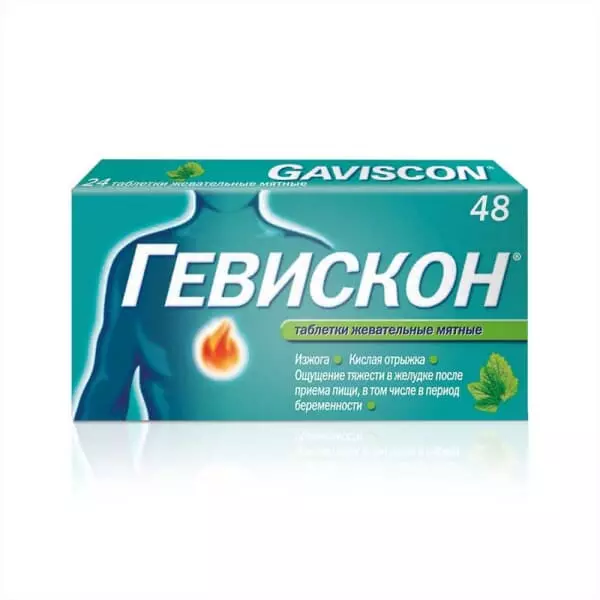 GAVISCON®
24 таблетки жевательные мятные
48
ГЕВИСКОН®
таблетки жевательные мятные
Изжога Кислая отрыжка
Ощущение тяжести в желудке после
приема пищи, в том числе в период
беременности